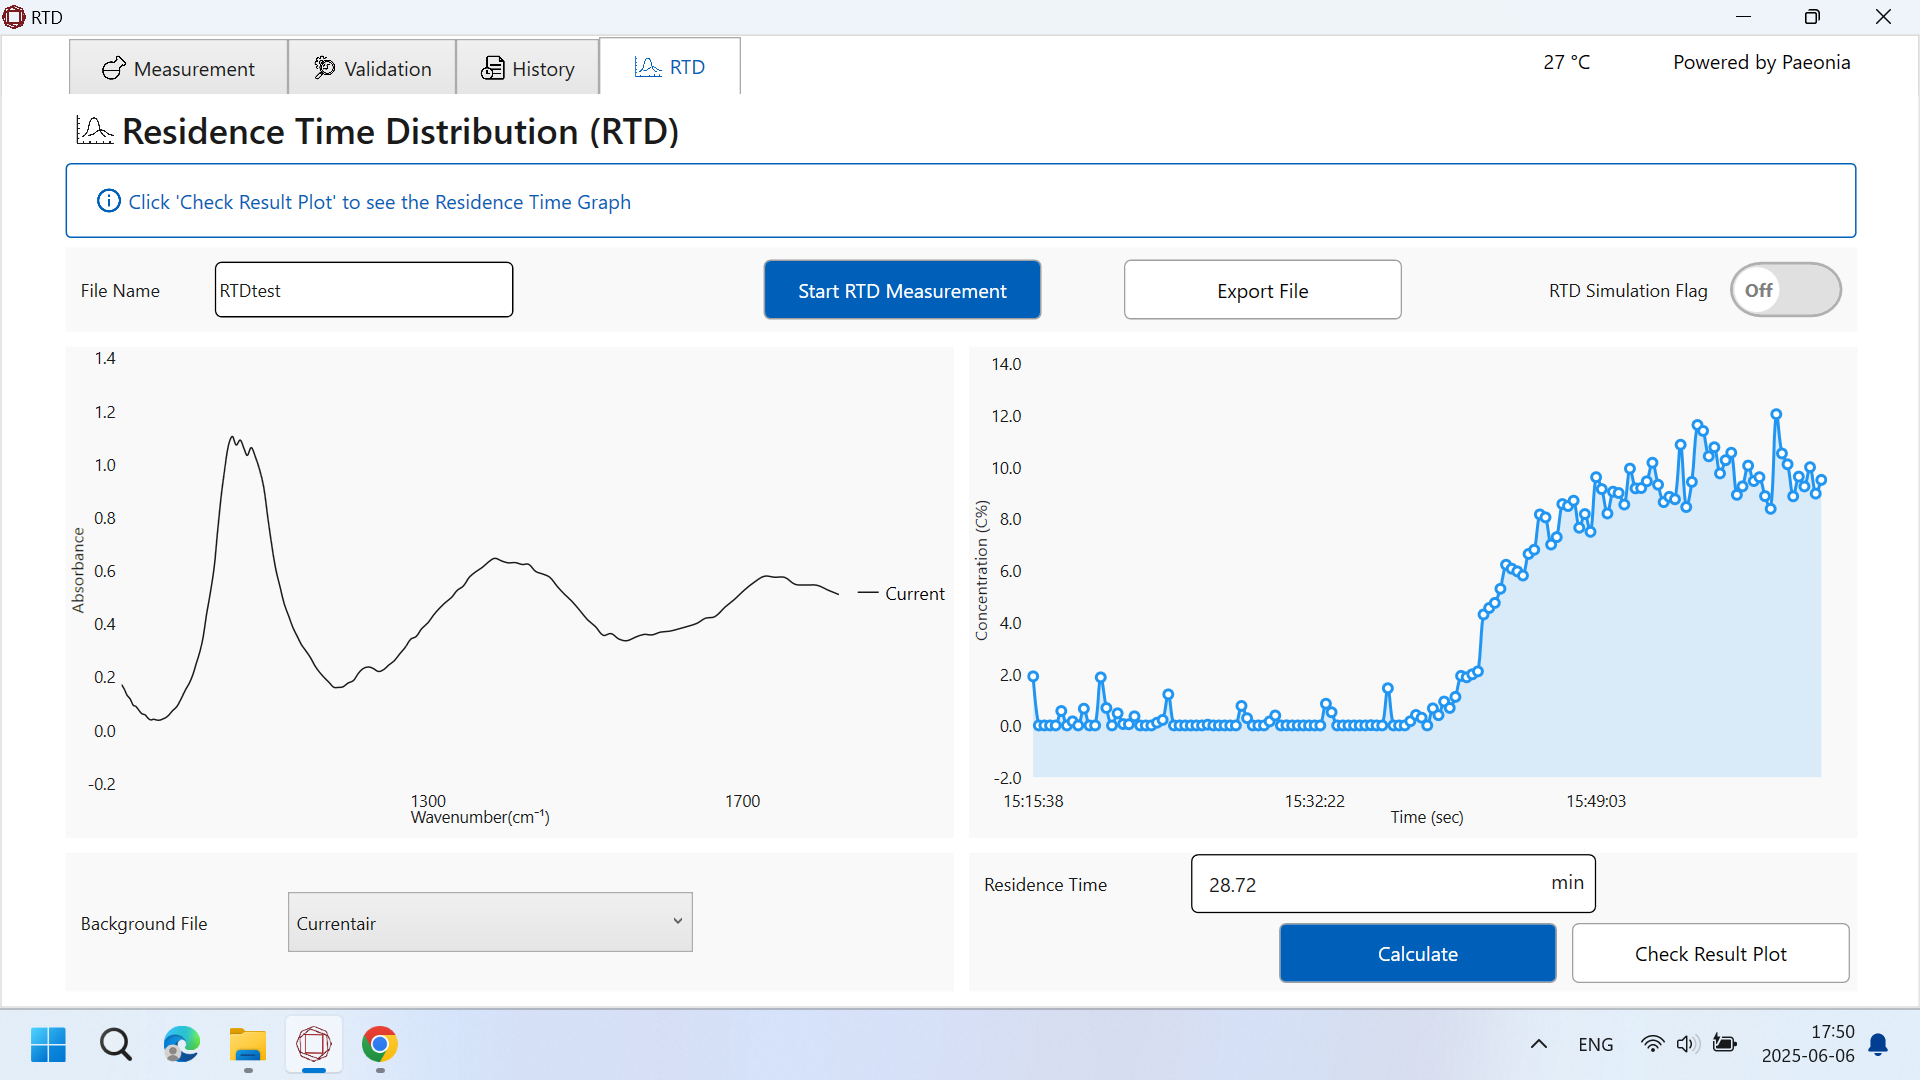 RTD
Measurement
Validation
History
RTD
27 °C
Powered by Paeonia
Residence Time Distribution (RTD)
Click 'Check Result Plot' to see the Residence Time Graph
File Name
RTDtest
Start RTD Measurement
Export File
RTD Simulation Flag
Off
1.4
1.2
1.0
0.8
0.6
0.4
0.2
0.0
-0.2
Absorbance
1300
1700
Wavenumber(cm⁻¹)
Current
14.0
12.0
10.0
8.0
6.0
4.0
2.0
0.0
-2.0
Concentration (C%)
15:15:38
15:32:22
15:49:03
Time (sec)
Background File
Currentair
Residence Time
28.72
min
Calculate
Check Result Plot
ENG
17:50
2025-06-06